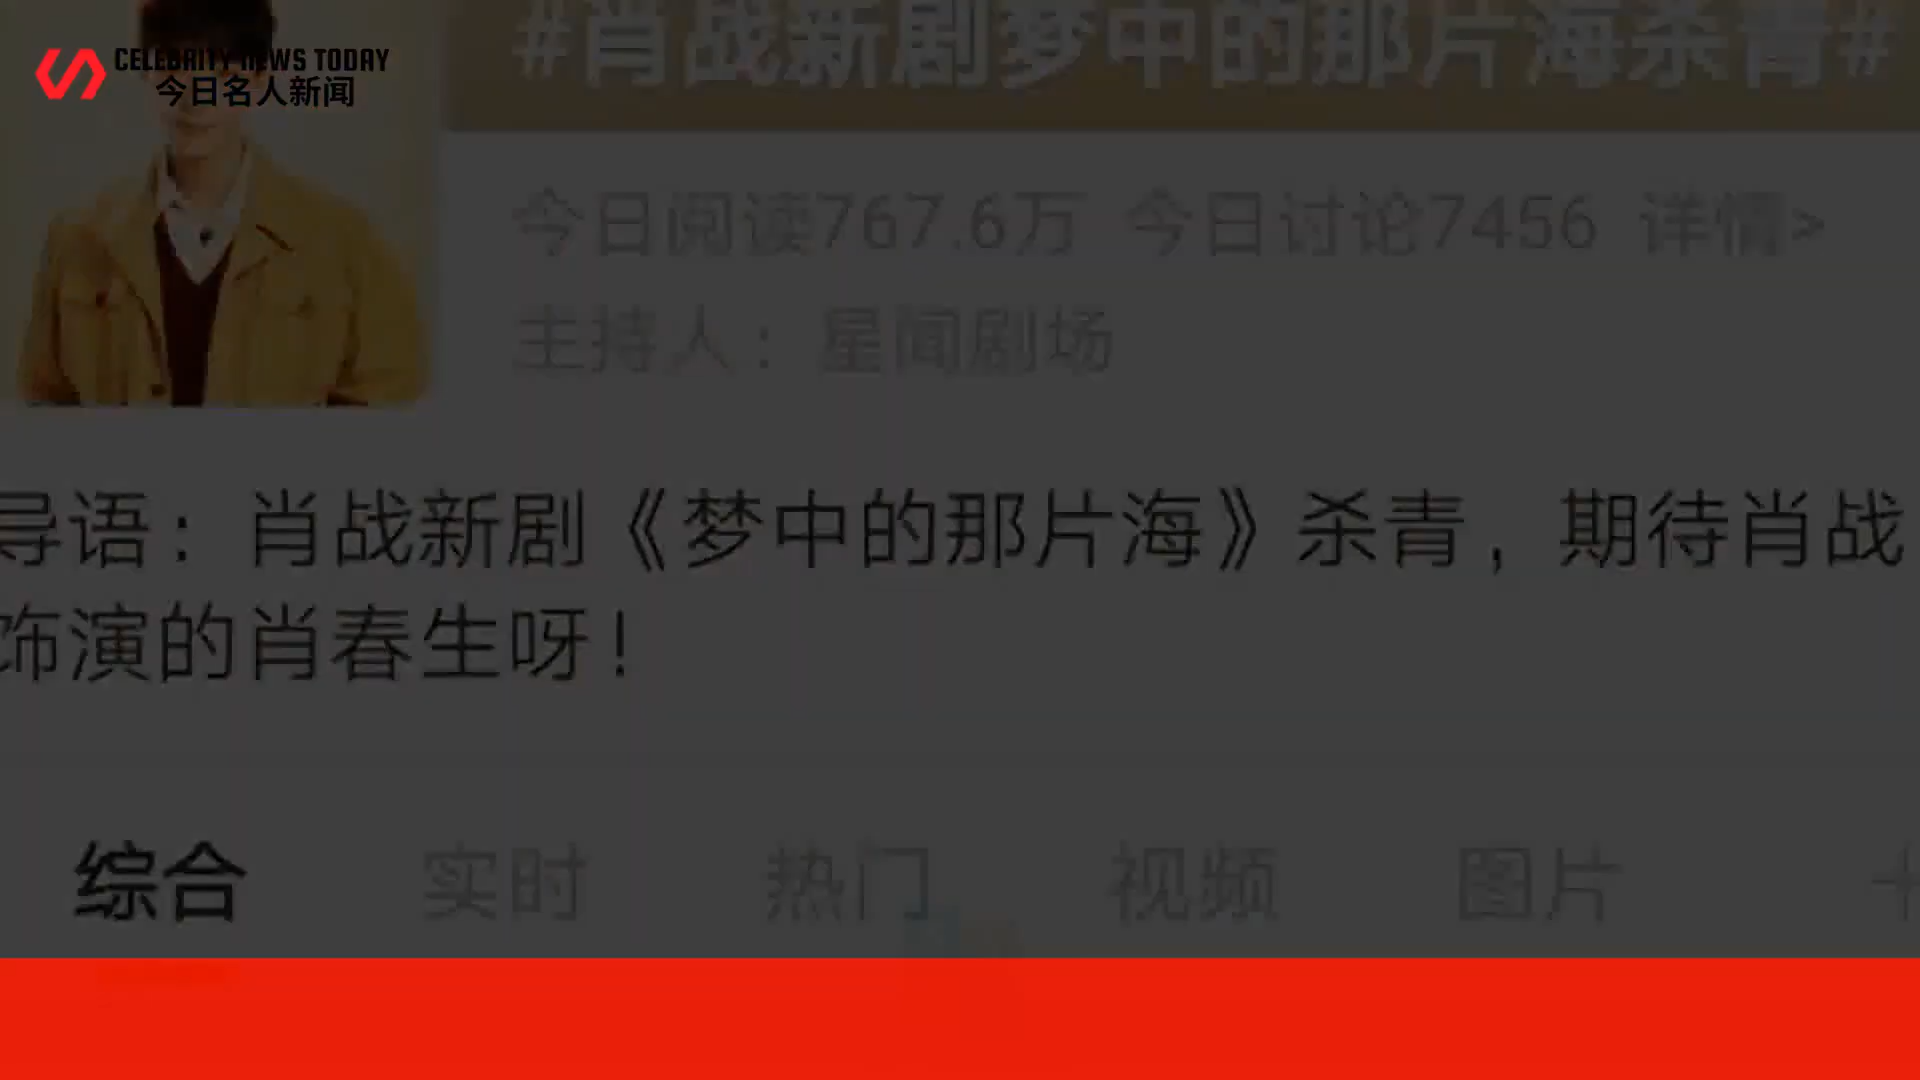 #肖战新剧梦中的那片海杀青#
CELEBRITY NEWS TODAY
今日名人新闻
今日阅读767.6万 今日讨论7456 详情>
主持人：星闻剧场
导语：肖战新剧《梦中的那片海》杀青，期待肖战
饰演的肖春生呀！
综合 实时 热门 视频 图片